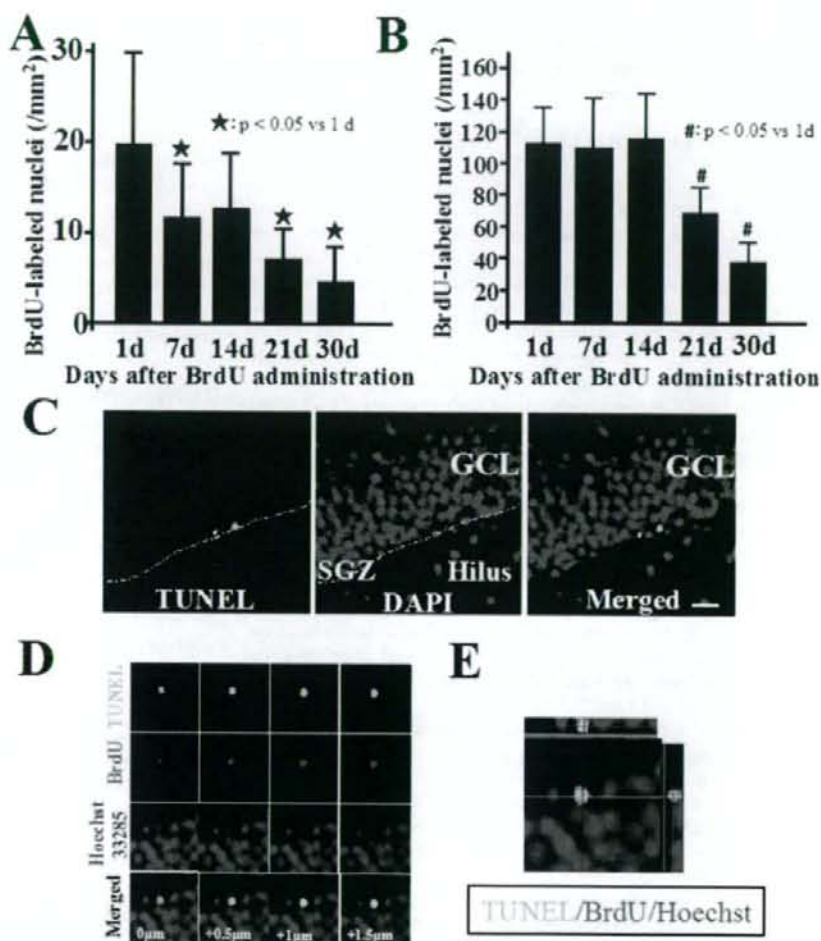 A
BrdU-labeled nuclei (/mm²)
30
20
10
0
★: p < 0.05 vs 1 d
★
★
★
1d 7d 14d 21d 30d
Days after BrdU administration
B
BrdU-labeled nuclei (/mm²)
160
140
120
100
80
60
40
20
0
#: p < 0.05 vs 1d
#
#
1d 7d 14d 21d 30d
Days after BrdU administration
C
TUNEL
GCL
SGZ
Hilus
DAPI
GCL
Merged
D
TUNEL
BrdU
Hoechst
33285
Merged
0μm +0.5μm +1μm +1.5μm
E
TUNEL/BrdU/Hoechst